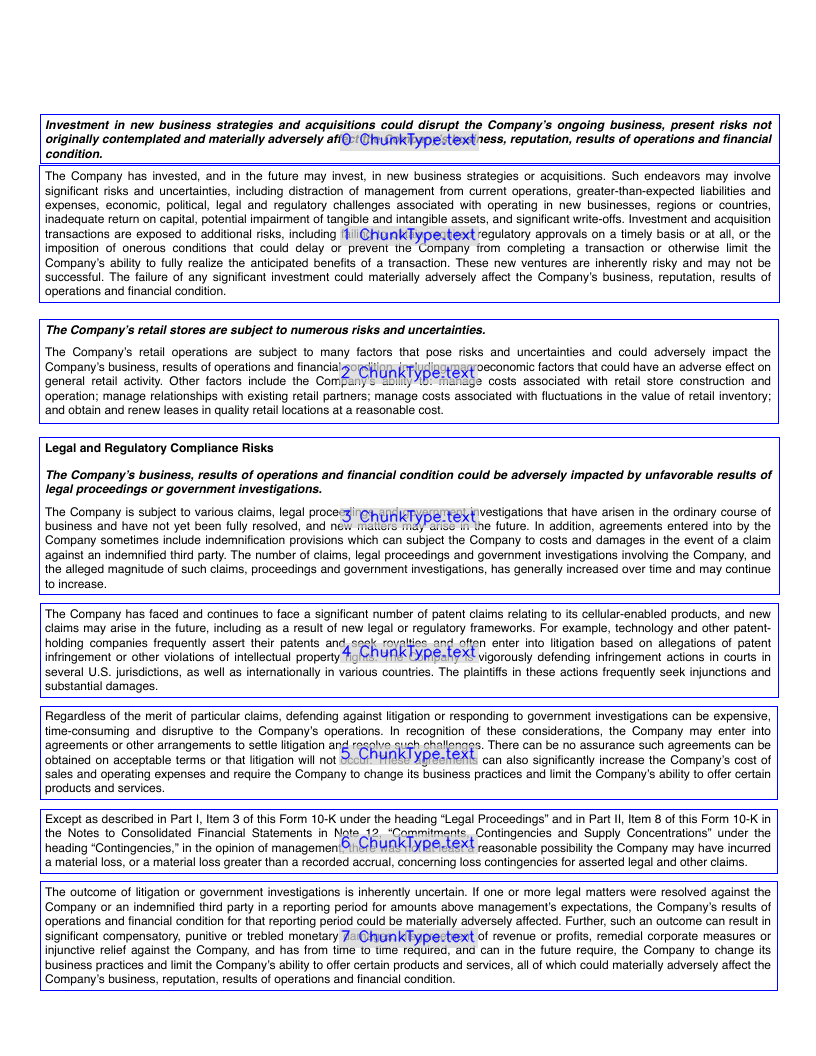 Investment in new business strategies and acquisitions could disrupt the Company’s ongoing business, present risks not
originally contemplated and materially adversely affect the Company’s business, reputation, results of operations and financial
condition.
0 ChunkType.text
The Company has invested, and in the future may invest, in new business strategies or acquisitions. Such endeavors may involve
significant risks and uncertainties, including distraction of management from current operations, greater-than-expected liabilities and
expenses, economic, political, legal and regulatory challenges associated with operating in new businesses, regions or countries,
inadequate return on capital, potential impairment of tangible and intangible assets, and significant write-offs. Investment and acquisition
transactions are exposed to additional risks, including failing to obtain required regulatory approvals on a timely basis or at all, or the
imposition of onerous conditions that could delay or prevent the Company from completing a transaction or otherwise limit the
Company’s ability to fully realize the anticipated benefits of a transaction. These new ventures are inherently risky and may not be
successful. The failure of any significant investment could materially adversely affect the Company’s business, reputation, results of
operations and financial condition.
1 ChunkType.text
The Company’s retail stores are subject to numerous risks and uncertainties.
The Company’s retail operations are subject to many factors that pose risks and uncertainties and could adversely impact the
Company’s business, results of operations and financial condition, including macroeconomic factors that could have an adverse effect on
general retail activity. Other factors include the Company’s ability to: manage costs associated with retail store construction and
operation; manage relationships with existing retail partners; manage costs associated with fluctuations in the value of retail inventory;
and obtain and renew leases in quality retail locations at a reasonable cost.
2 ChunkType.text
Legal and Regulatory Compliance Risks
The Company’s business, results of operations and financial condition could be adversely impacted by unfavorable results of
legal proceedings or government investigations.
The Company is subject to various claims, legal proceedings and government investigations that have arisen in the ordinary course of
business and have not yet been fully resolved, and new matters may arise in the future. In addition, agreements entered into by the
Company sometimes include indemnification provisions which can subject the Company to costs and damages in the event of a claim
against an indemnified third party. The number of claims, legal proceedings and government investigations involving the Company, and
the alleged magnitude of such claims, proceedings and government investigations, has generally increased over time and may continue
to increase.
3 ChunkType.text
The Company has faced and continues to face a significant number of patent claims relating to its cellular-enabled products, and new
claims may arise in the future, including as a result of new legal or regulatory frameworks. For example, technology and other patent-
holding companies frequently assert their patents and seek royalties and often enter into litigation based on allegations of patent
infringement or other violations of intellectual property rights. The Company is vigorously defending infringement actions in courts in
several U.S. jurisdictions, as well as internationally in various countries. The plaintiffs in these actions frequently seek injunctions and
substantial damages.
4 ChunkType.text
Regardless of the merit of particular claims, defending against litigation or responding to government investigations can be expensive,
time-consuming and disruptive to the Company’s operations. In recognition of these considerations, the Company may enter into
agreements or other arrangements to settle litigation and resolve such challenges. There can be no assurance such agreements can be
obtained on acceptable terms or that litigation will not occur. These agreements can also significantly increase the Company’s cost of
sales and operating expenses and require the Company to change its business practices and limit the Company’s ability to offer certain
products and services.
5 ChunkType.text
Except as described in Part I, Item 3 of this Form 10-K under the heading “Legal Proceedings” and in Part II, Item 8 of this Form 10-K in
the Notes to Consolidated Financial Statements in Note 12, “Commitments, Contingencies and Supply Concentrations” under the
heading “Contingencies,” in the opinion of management, there was not at least a reasonable possibility the Company may have incurred
a material loss, or a material loss greater than a recorded accrual, concerning loss contingencies for asserted legal and other claims.
6 ChunkType.text
The outcome of litigation or government investigations is inherently uncertain. If one or more legal matters were resolved against the
Company or an indemnified third party in a reporting period for amounts above management’s expectations, the Company’s results of
operations and financial condition for that reporting period could be materially adversely affected. Further, such an outcome can result in
significant compensatory, punitive or trebled monetary of revenue or profits, remedial corporate measures or
injunctive relief against the Company, and has from time to time required, and can in the future require, the Company to change its
business practices and limit the Company’s ability to offer certain products and services, all of which could materially adversely affect the
Company’s business, reputation, results of operations and financial condition.
7 ChunkType.text